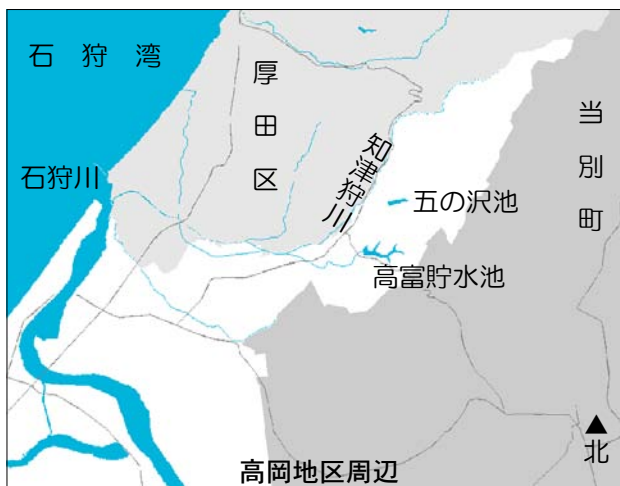 石狩湾
厚田区
当別町
知津狩川
石狩川
五の沢池
高富貯水池
▲
北
高岡地区周辺